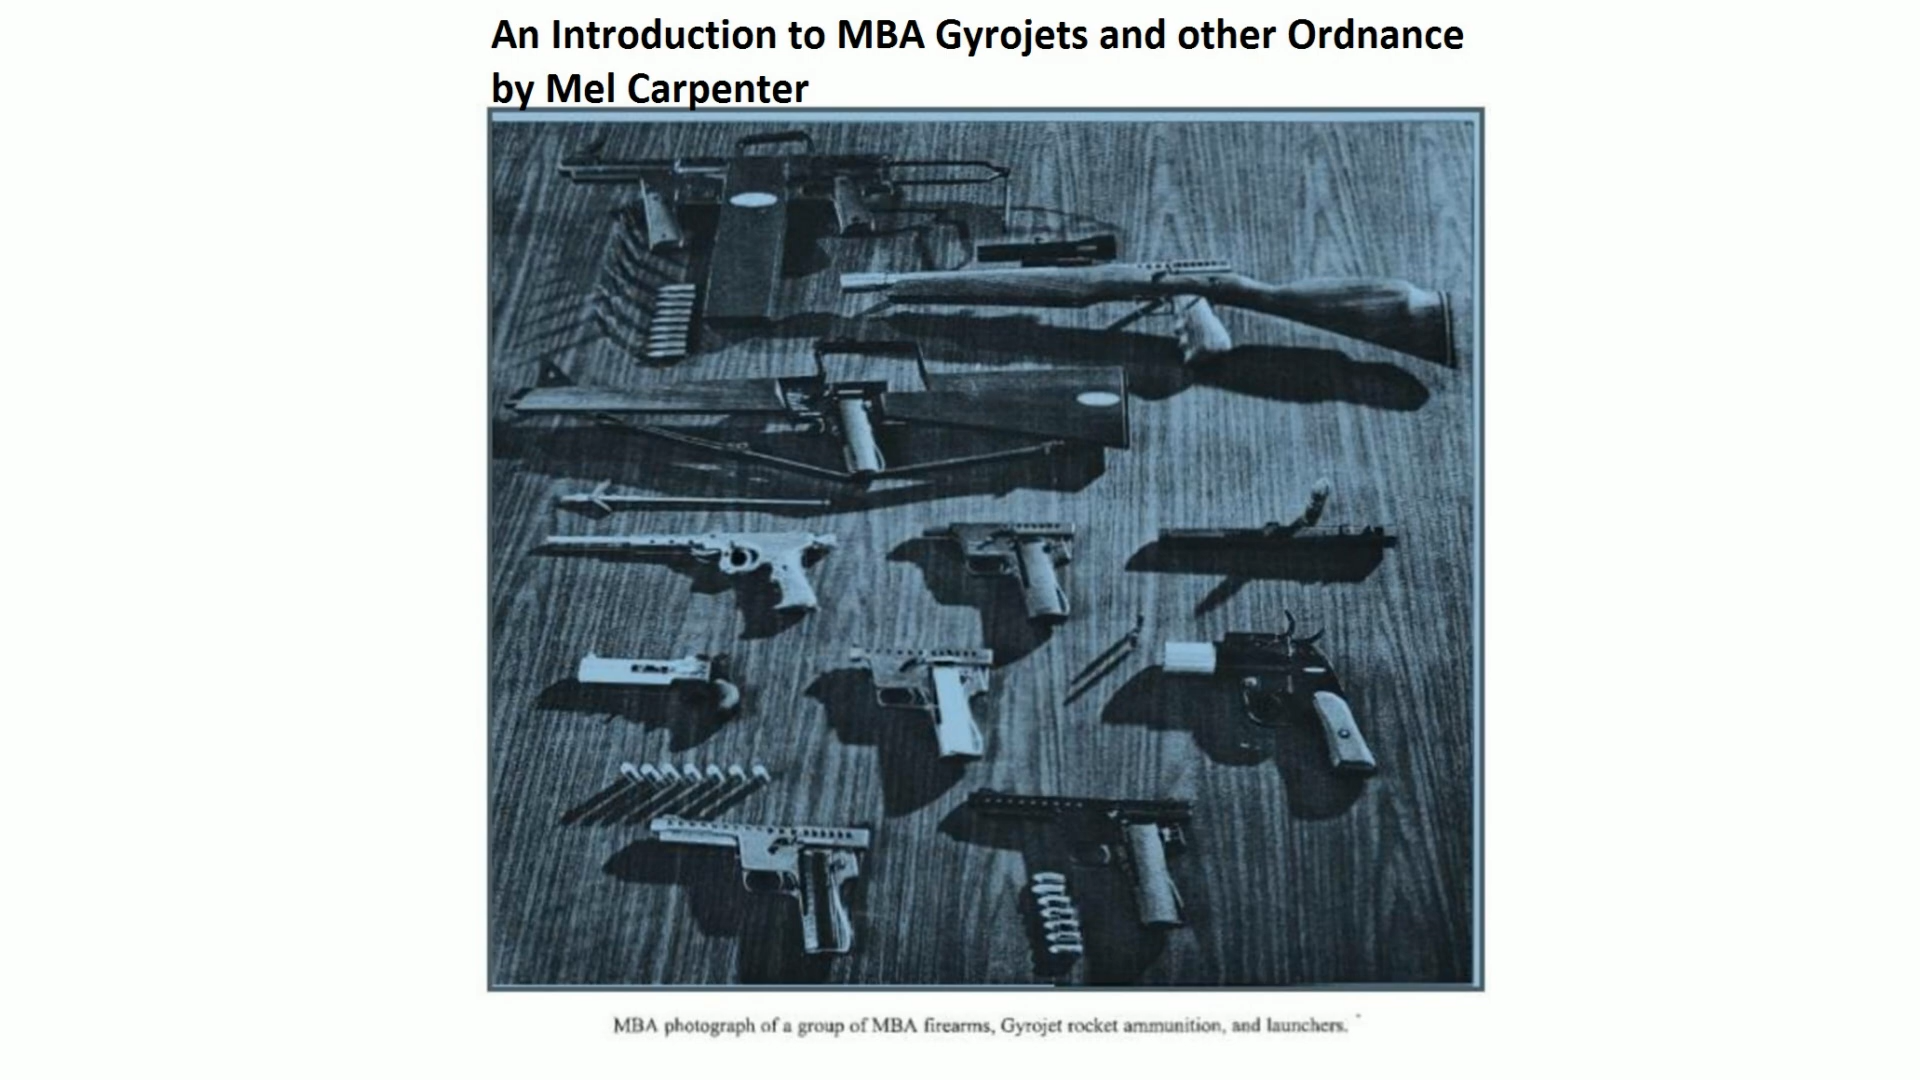 An Introduction to MBA Gyrojets and other Ordnance
by Mel Carpenter
MBA photograph of a group of MBA firearms, Gyrojet rocket ammunition, and launchers.